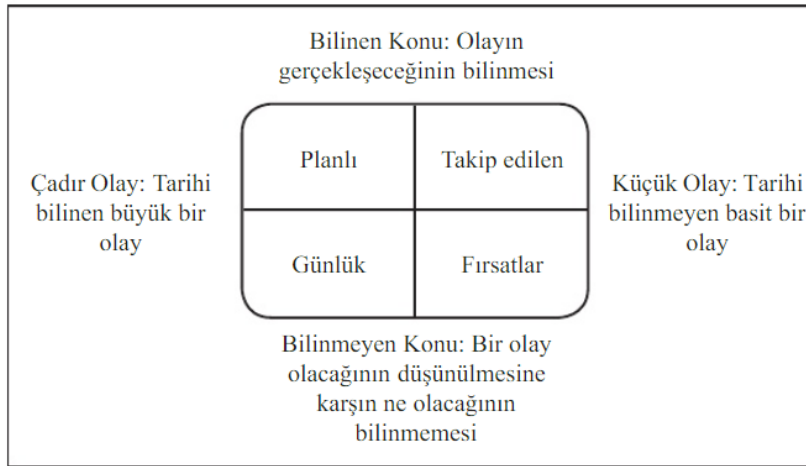 Bilinen Konu: Olayın
gerçekleşeceğinin bilinmesi
Çadır Olay: Tarihi
bilinen büyük bir
olay
Planlı
Takip edilen
Günlük
Fırsatlar
Küçük Olay: Tarihi
bilinmeyen basit bir
olay
Bilinmeyen Konu: Bir olay
olacağının düşünülmesine
karşın ne olacağının
bilinmemesi